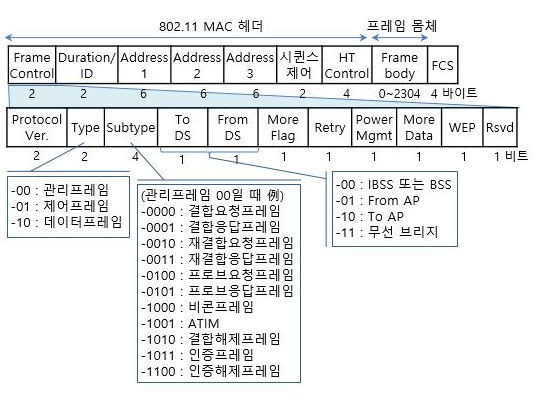 802.11 MAC 헤더 프레임 몸체
Frame Control Duration/ID Address 1 Address 2 Address 3 시퀀스 제어 HT Control Frame body FCS
2 2 6 6 6 2 4 0~2304 4 바이트
Protocol Ver. Type Subtype To DS From DS More Flag Retry Power Mgmt More Data WEP Rsvd
2 2 4 1 1 1 1 1 1 1 1 비트
-00 : 관리프레임
-01 : 제어프레임
-10 : 데이터프레임
(관리프레임 00일 때 例)
-0000 : 결합요청프레임
-0001 : 결합응답프레임
-0010 : 재결합요청프레임
-0011 : 재결합응답프레임
-0100 : 프로브요청프레임
-0101 : 프로브응답프레임
-1000 : 비콘프레임
-1001 : ATIM
-1010 : 결합해제프레임
-1011 : 인증프레임
-1100 : 인증해제프레임
-00 : IBSS 또는 BSS
-01 : From AP
-10 : To AP
-11 : 무선 브리지